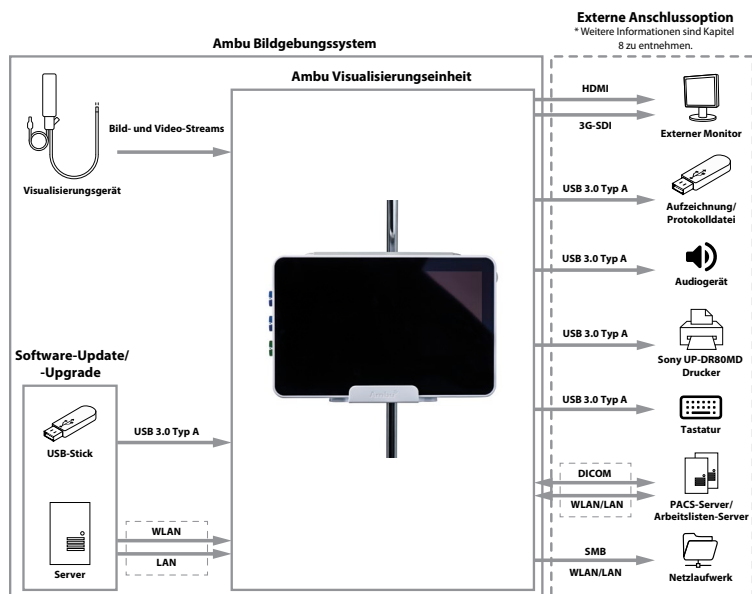 Externe Anschlussoption
* Weitere Informationen sind Kapitel
8 zu entnehmen.
Ambu Bildgebungssystem
Ambu Visualisierungseinheit
Bild- und Video-Streams
Visualisierungsgerät
HDMI
3G-SDI
Externer Monitor
USB 3.0 Typ A
Aufzeichnung/
Protokolldatei
USB 3.0 Typ A
Audiogerät
USB 3.0 Typ A
Sony UP-DR80MD
Drucker
USB 3.0 Typ A
Tastatur
Software-Update/
-Upgrade
USB-Stick
USB 3.0 Typ A
Server
WLAN
LAN
DICOM
WLAN/LAN
PACS-Server/
Arbeitslisten-Server
SMB
WLAN/LAN
Netzlaufwerk
Ambu